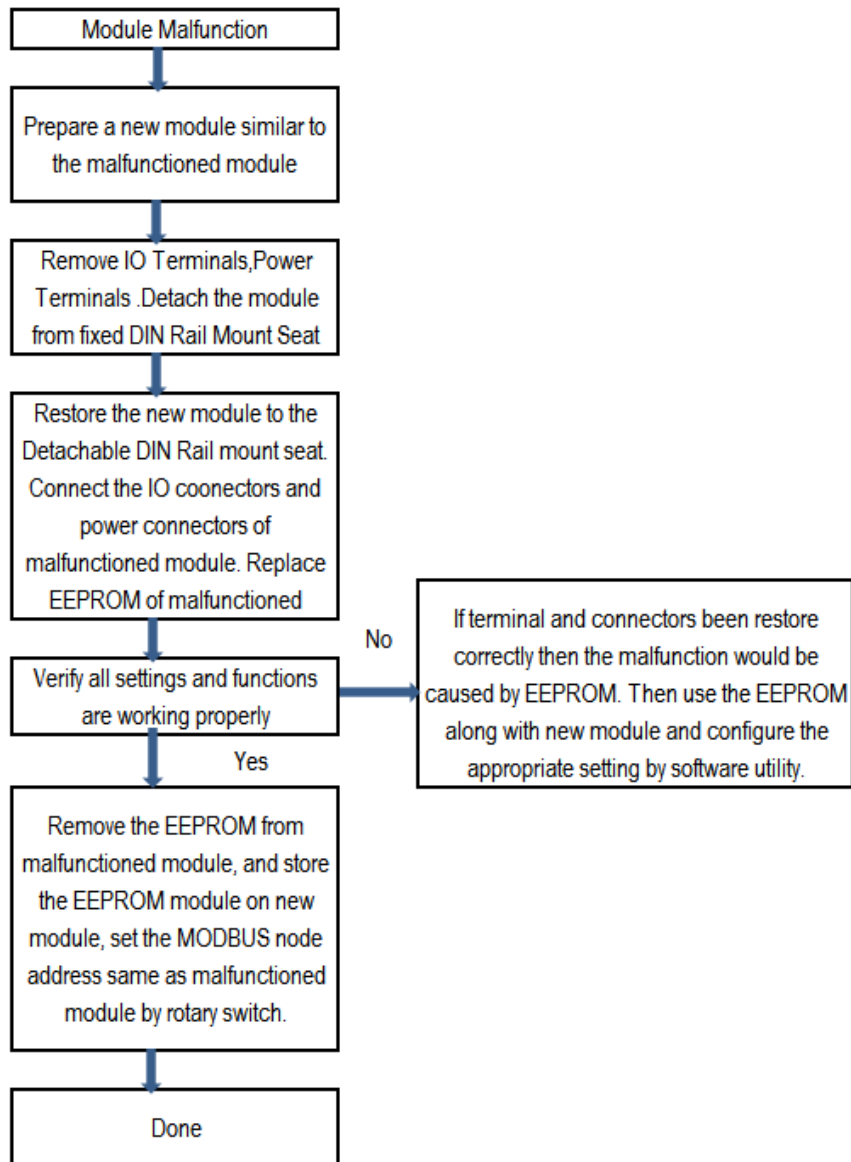 Module Malfunction
Prepare a new module similar to
the malfunctioned module
Remove IO Terminals,Power
Terminals .Detach the module
from fixed DIN Rail Mount Seat
Restore the new module to the
Detachable DIN Rail mount seat.
Connect the IO coonectors and
power connectors of
malfunctioned module. Replace
EEPROM of malfunctioned
Verify all settings and functions
are working properly
No
If terminal and connectors been restore
correctly then the malfunction would be
caused by EEPROM. Then use the EEPROM
along with new module and configure the
appropriate setting by software utility.
Yes
Remove the EEPROM from
malfunctioned module, and store
the EEPROM module on new
module, set the MODBUS node
address same as malfunctioned
module by rotary switch.
Done